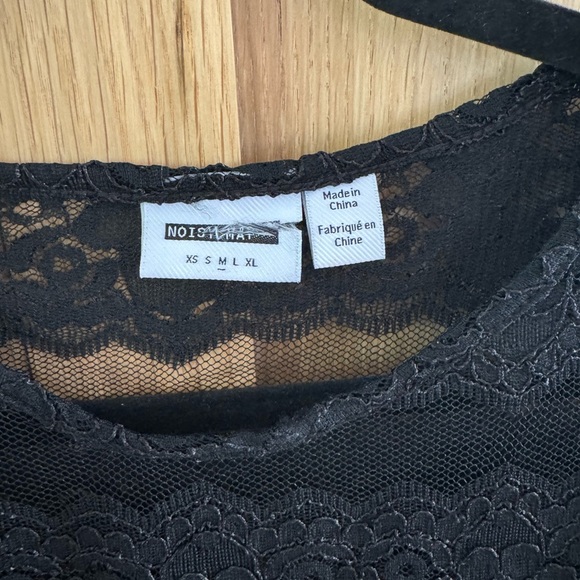 NOISY MAY
XS S M L XL
Made in
China
Fabriqué en
Chine